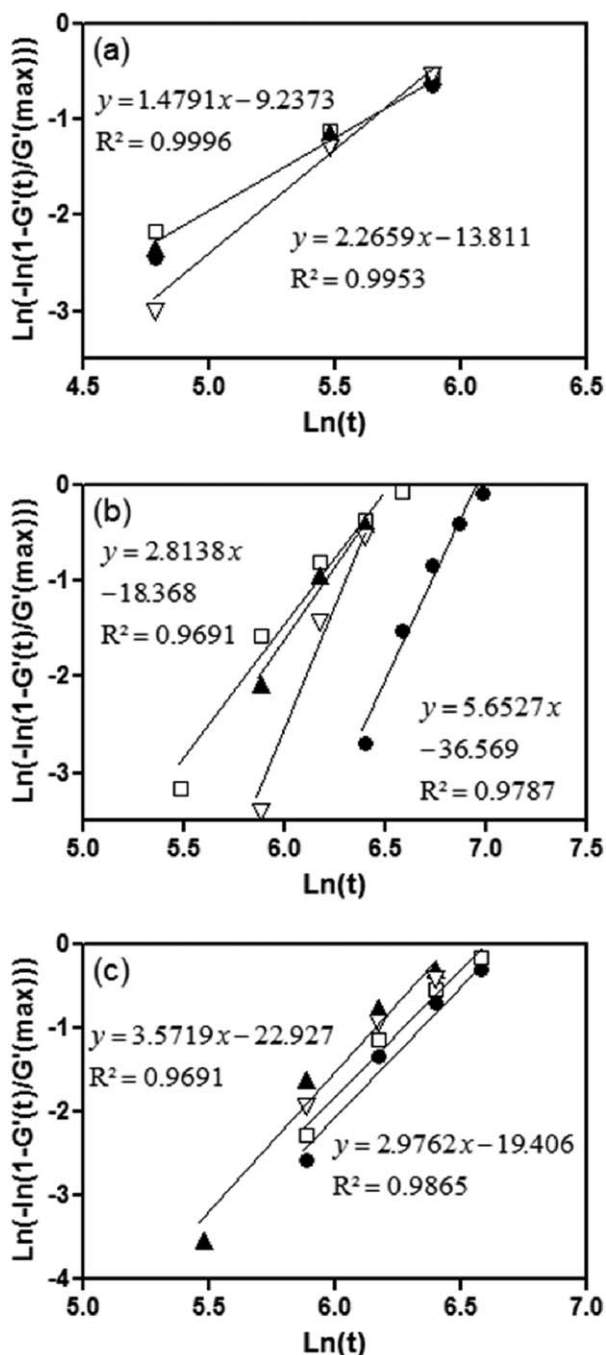 (a)
Ln(-ln(1-G'(t)/G'(max)))
0
-1
-2
-3
y = 1.4791x − 9.2373
R² = 0.9996
y = 2.2659x − 13.811
R² = 0.9953
4.5 5.0 5.5 6.0 6.5
Ln(t)
(b)
Ln(-ln(1-G'(t)/G'(max)))
0
-1
-2
-3
y = 2.8138x
−18.368
R² = 0.9691
y = 5.6527x
−36.569
R² = 0.9787
5.0 5.5 6.0 6.5 7.0 7.5
Ln(t)
(c)
Ln(-ln(1-G'(t)/G'(max)))
0
-1
-2
-3
-4
y = 3.5719x − 22.927
R² = 0.9691
y = 2.9762x − 19.406
R² = 0.9865
5.0 5.5 6.0 6.5 7.0
Ln(t)